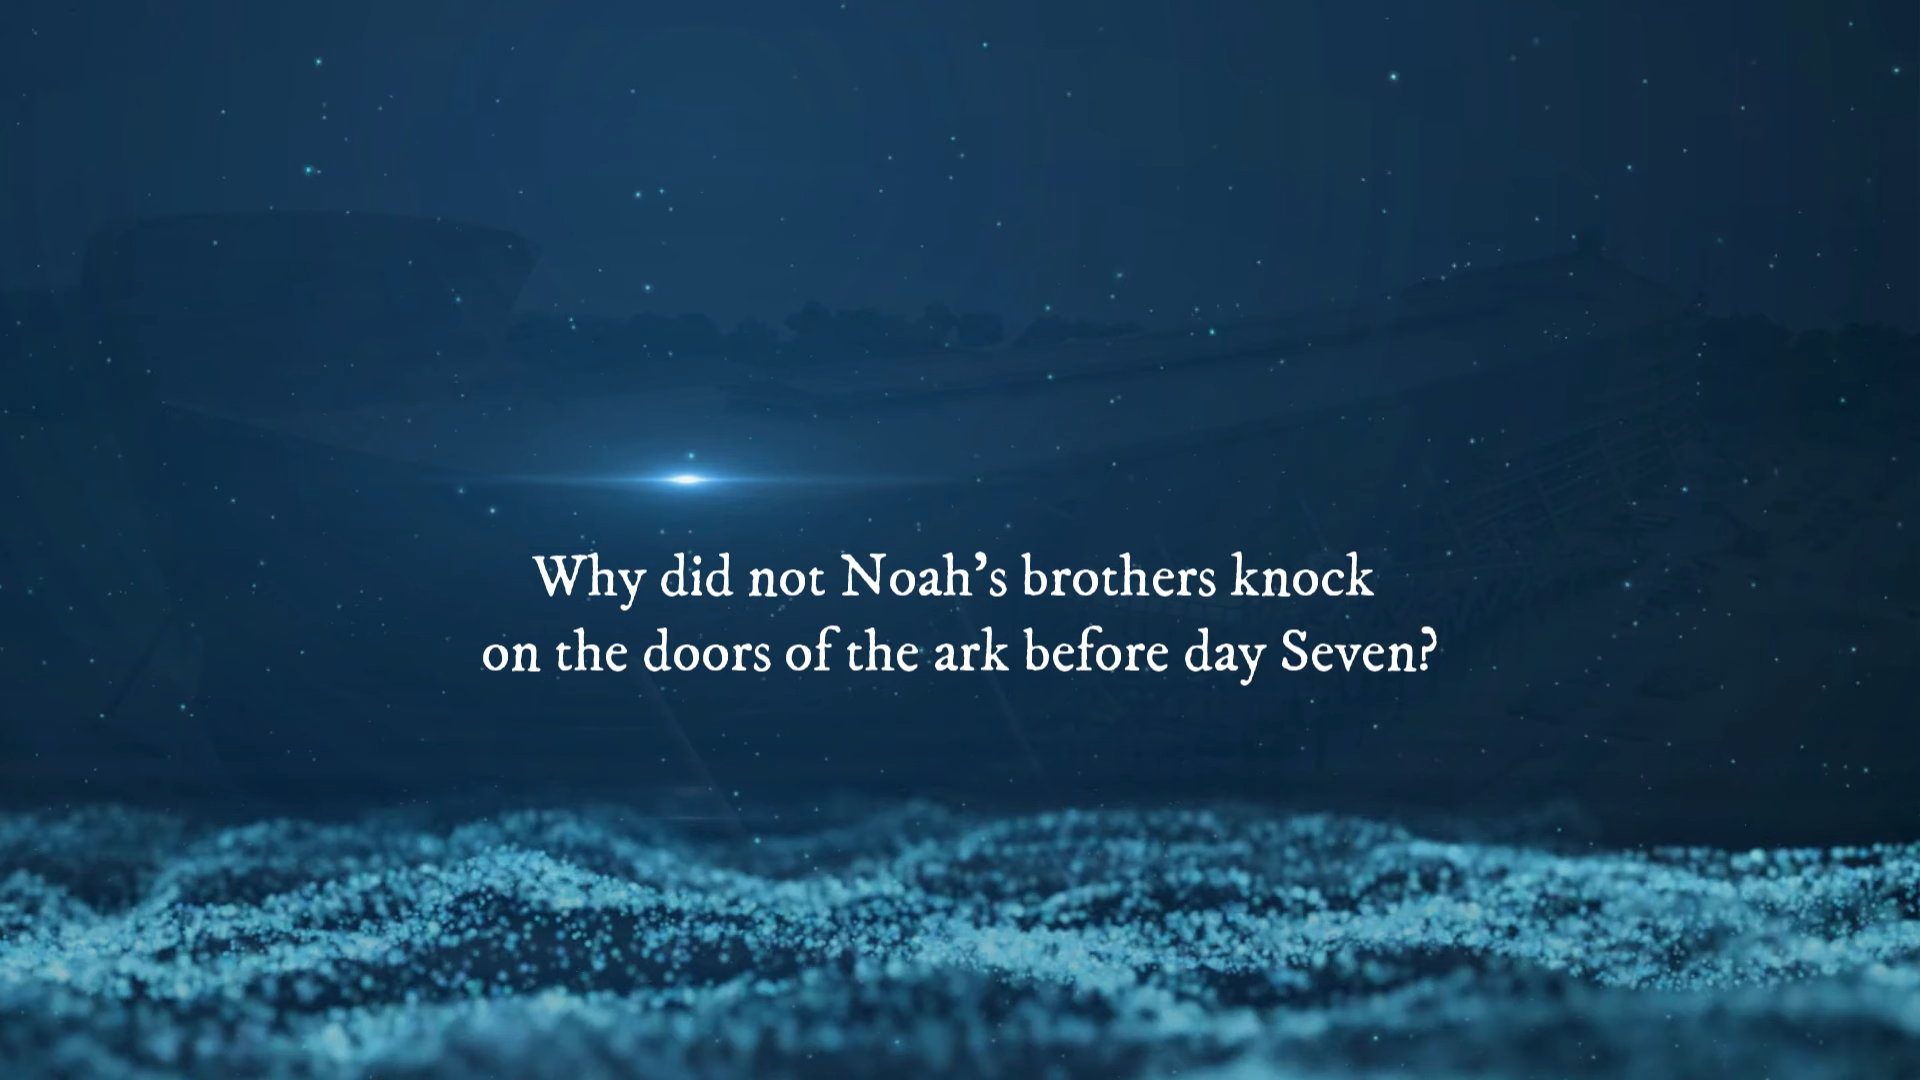 Why did not Noah’s brothers knock
on the doors of the ark before day Seven?